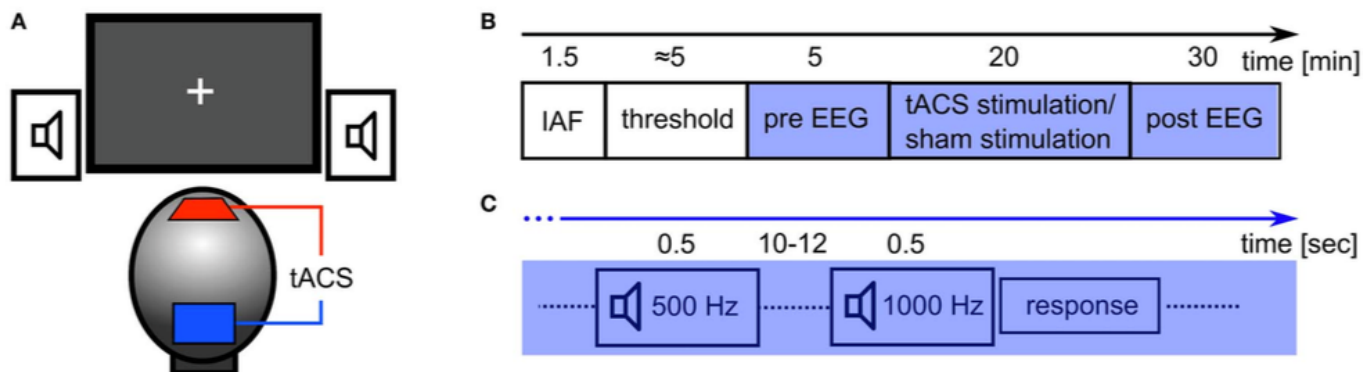 A
tACS
B
1.5 ≈5 5 20 30 time [min]
IAF threshold pre EEG tACS stimulation/ sham stimulation post EEG
C
0.5 10-12 0.5 time [sec]
500 Hz 1000 Hz response